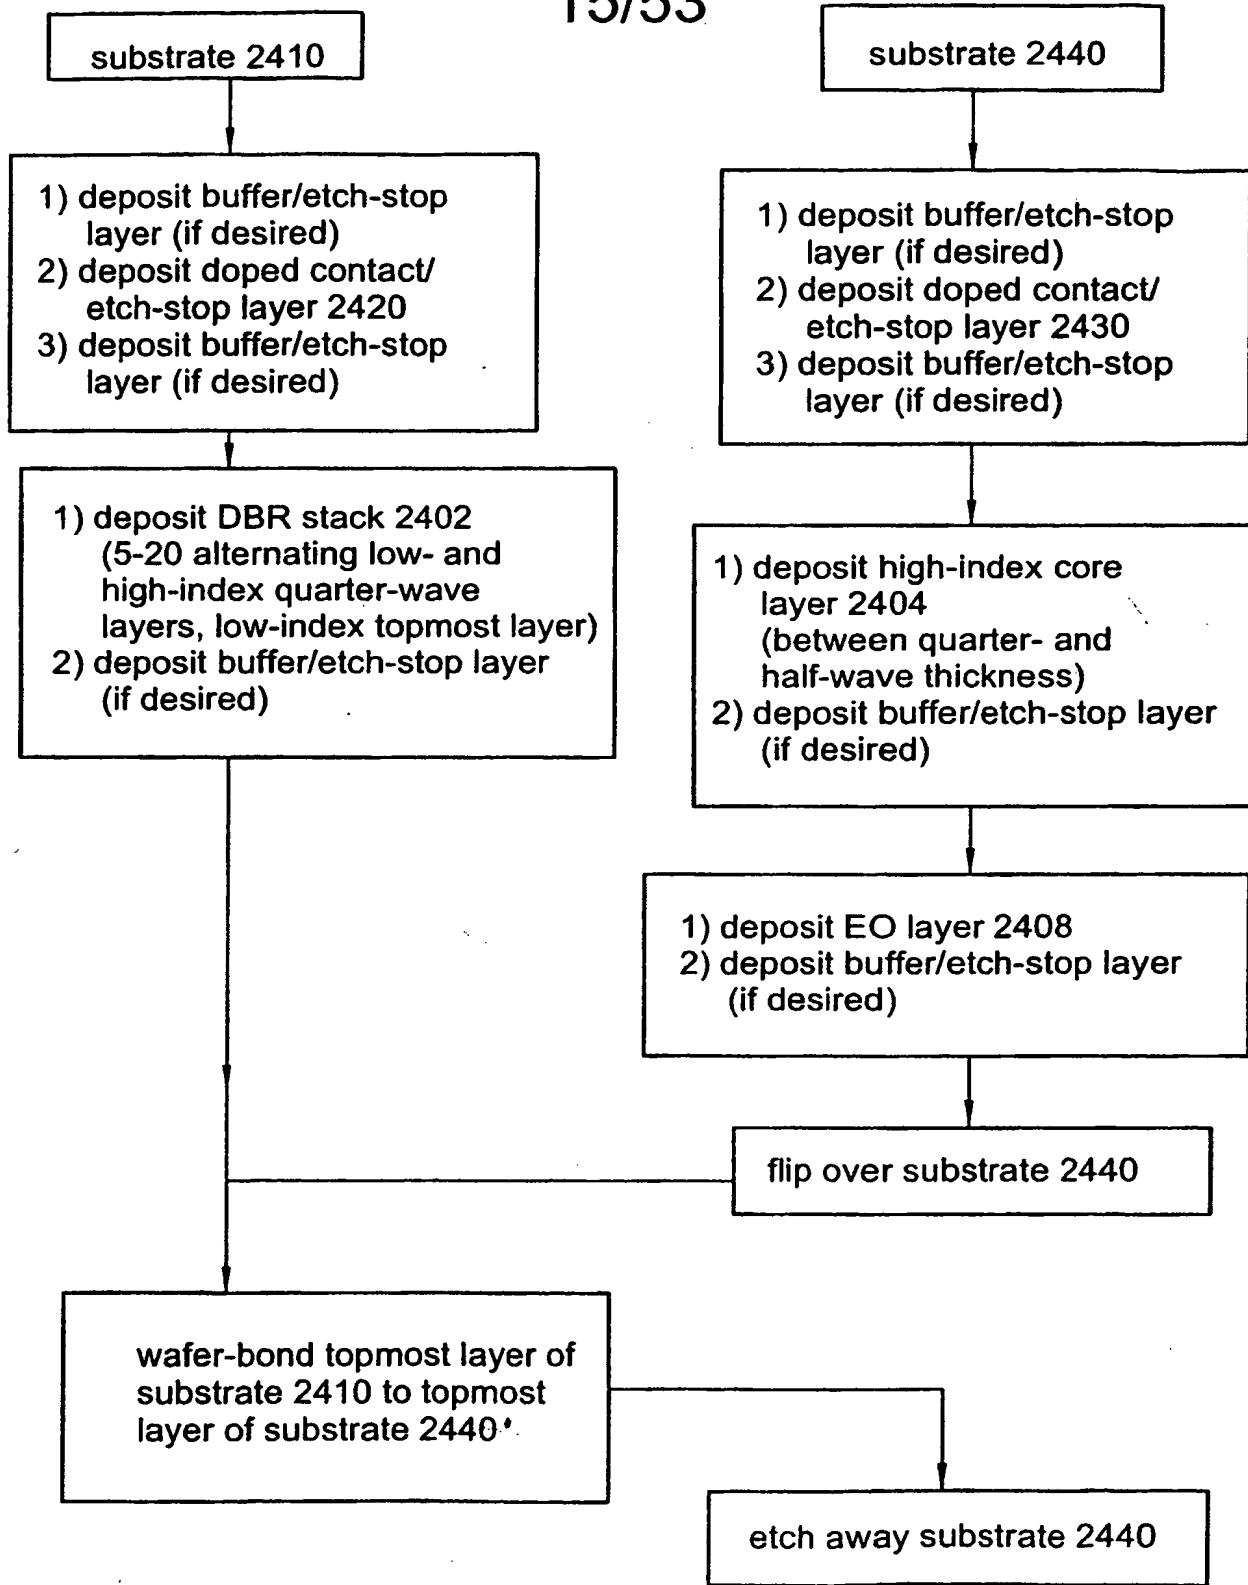 15/53
substrate 2410
1) deposit buffer/etch-stop
layer (if desired)
2) deposit doped contact/
etch-stop layer 2420
3) deposit buffer/etch-stop
layer (if desired)
1) deposit DBR stack 2402
(5-20 alternating low- and
high-index quarter-wave
layers, low-index topmost layer)
2) deposit buffer/etch-stop layer
(if desired)
substrate 2440
1) deposit buffer/etch-stop
layer (if desired)
2) deposit doped contact/
etch-stop layer 2430
3) deposit buffer/etch-stop
layer (if desired)
1) deposit high-index core
layer 2404
(between quarter- and
half-wave thickness)
2) deposit buffer/etch-stop layer
(if desired)
1) deposit EO layer 2408
2) deposit buffer/etch-stop layer
(if desired)
flip over substrate 2440
wafer-bond topmost layer of
substrate 2410 to topmost
layer of substrate 2440
etch away substrate 2440